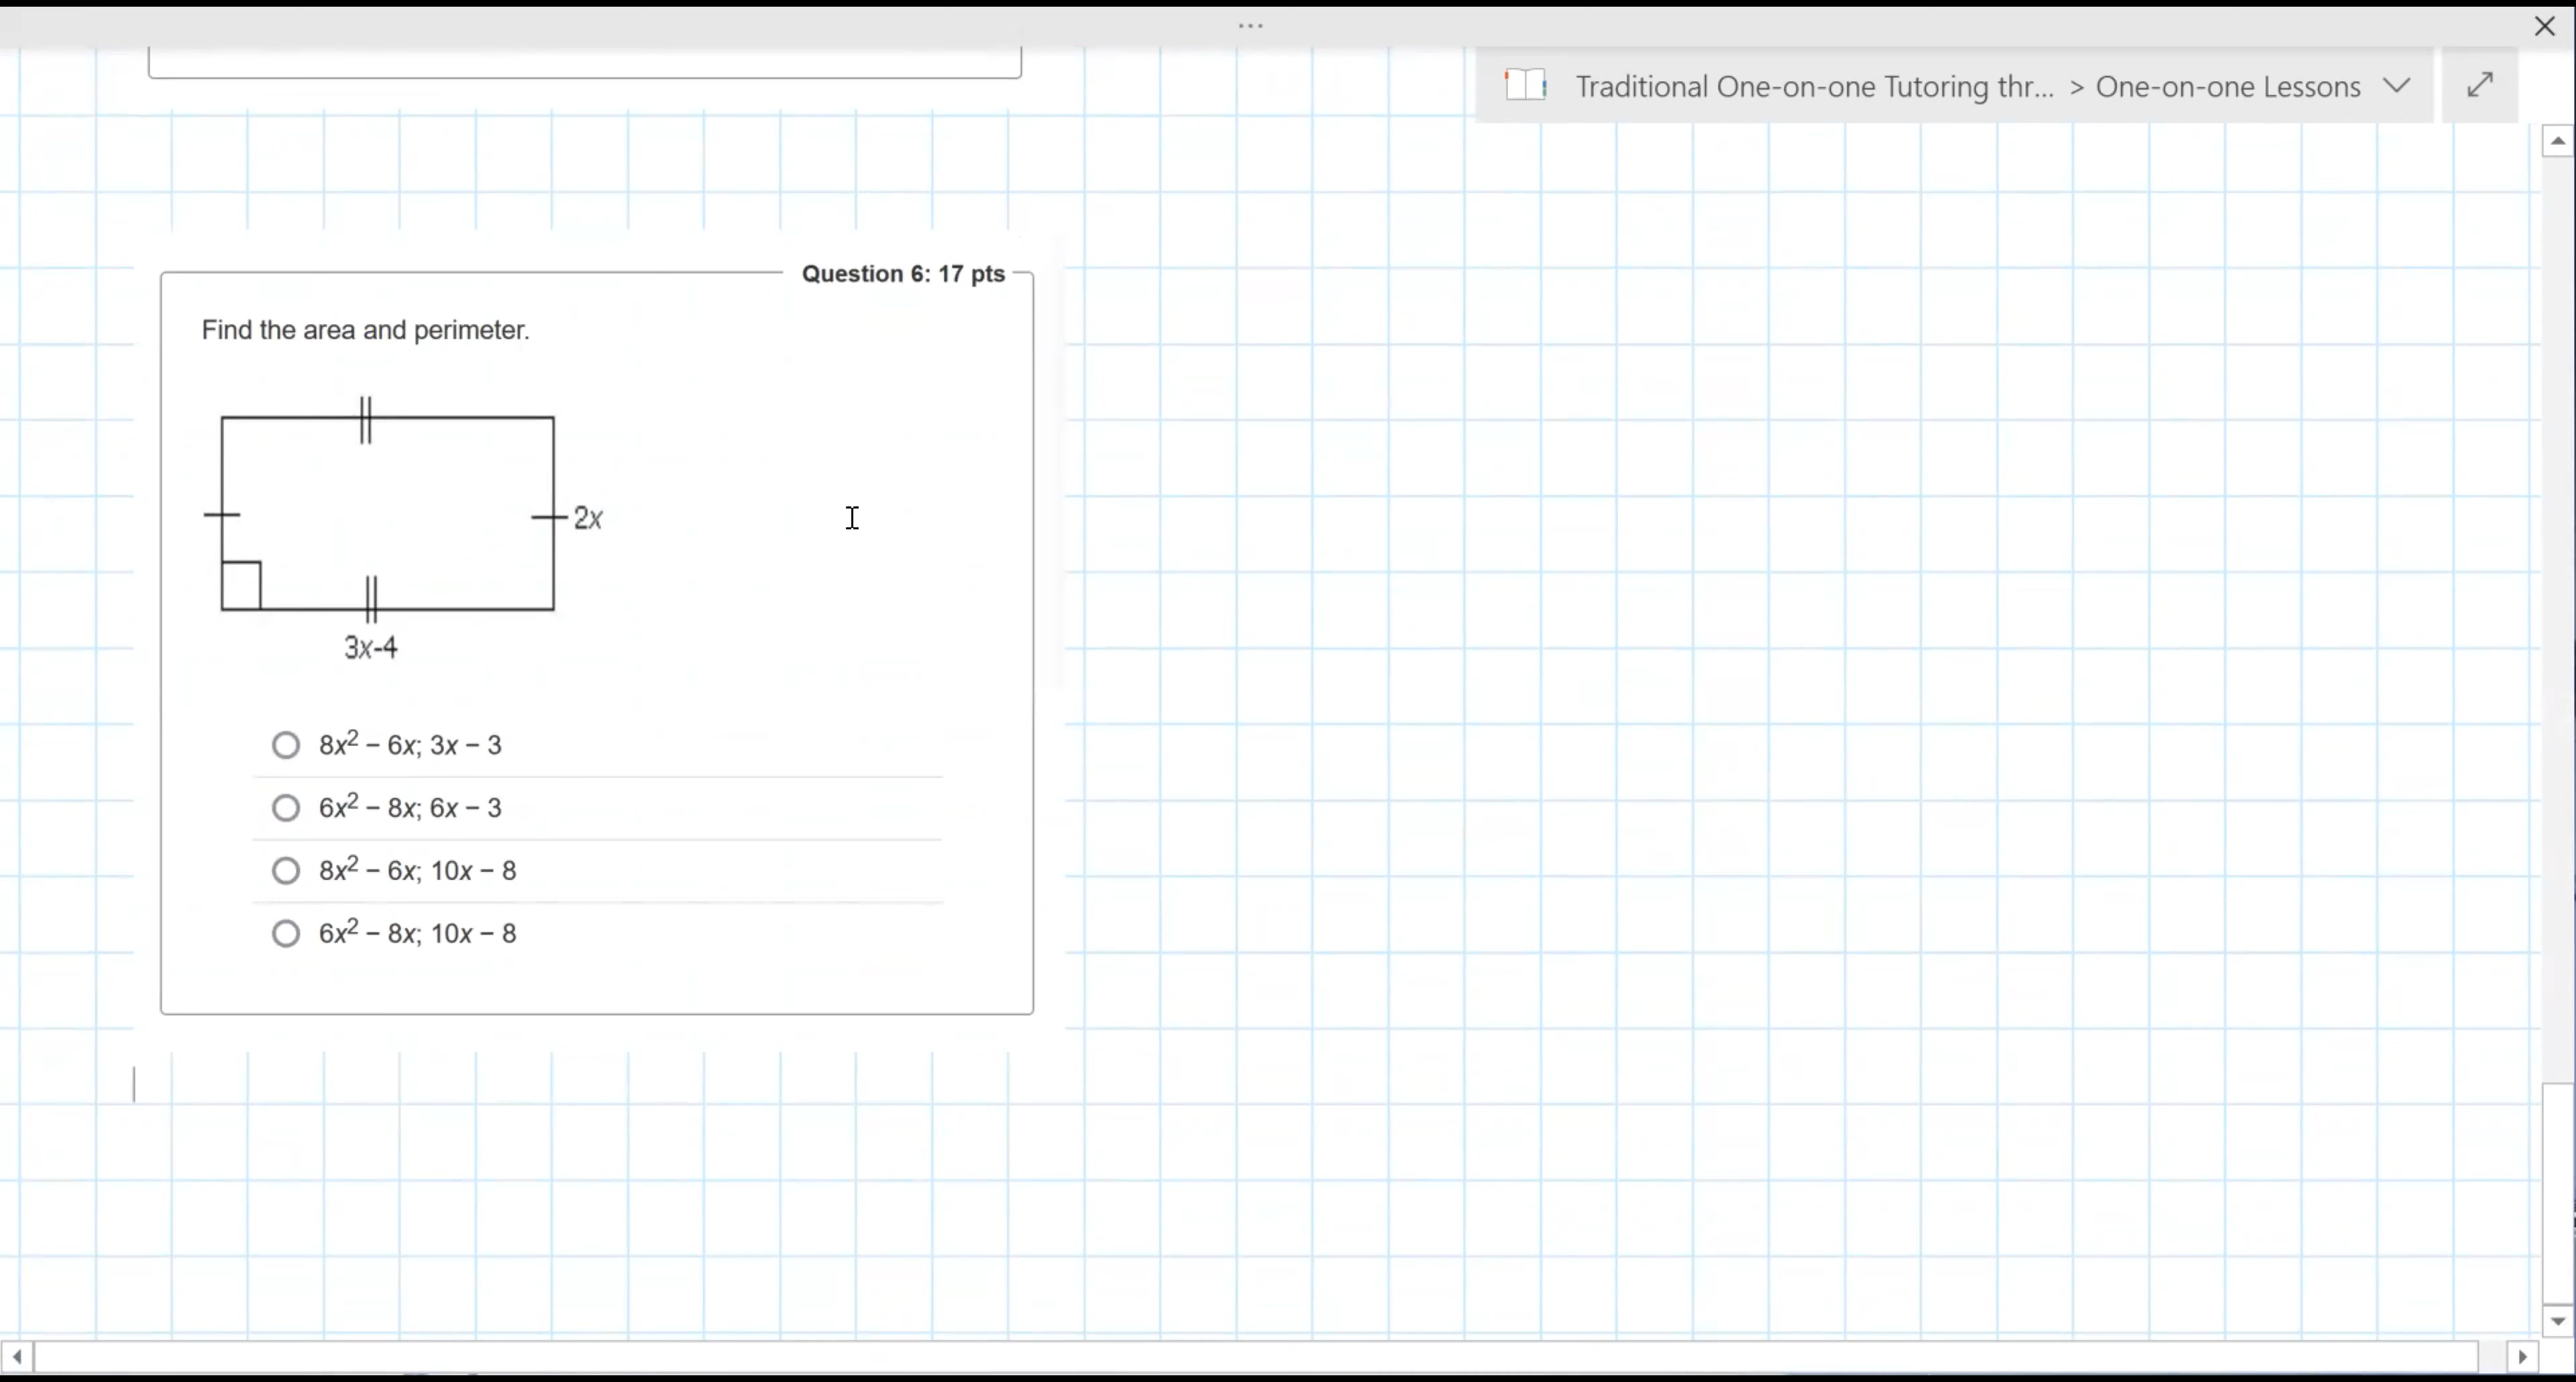 Traditional One-on-one Tutoring thr... > One-on-one Lessons
Question 6: 17 pts
Find the area and perimeter.
2x
3x-4
8x² − 6x; 3x − 3
6x² − 8x; 6x − 3
8x² − 6x; 10x − 8
6x² − 8x; 10x − 8